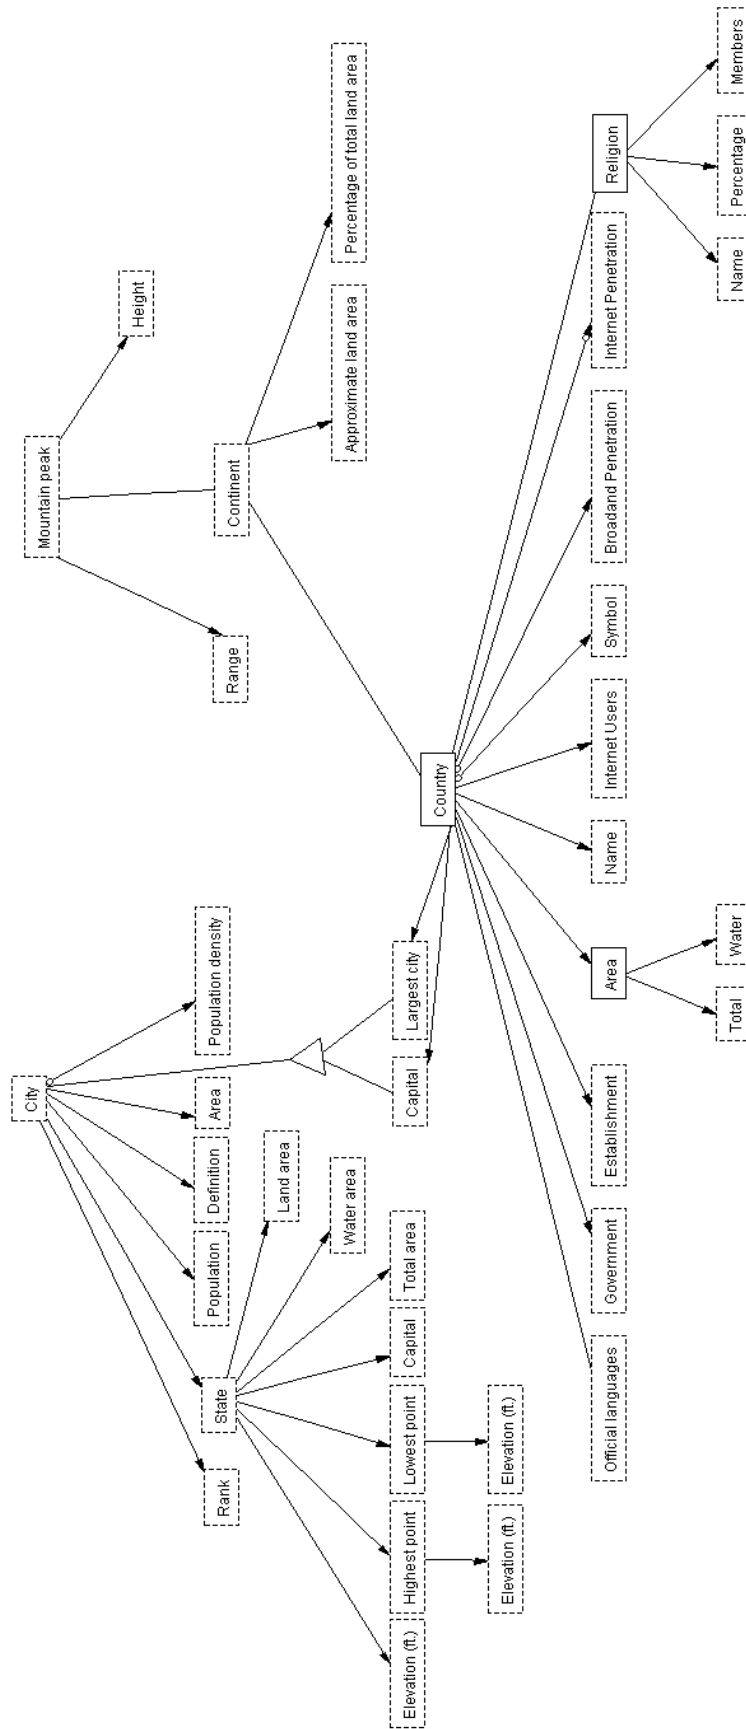 City
Mountain peak
Height
Rank
State
Population
Definition
Area
Population density
Range
Continent
Land area
Water area
Approximate land area
Percentage of total land area
Elevation (ft.)
Highest point
Lowest point
Capital
Total area
Capital
Largest city
Country
Elevation (ft.)
Elevation (ft.)
Official languages
Government
Establishment
Area
Name
Internet Users
Symbol
Broadand Penetration
Internet Penetration
Religion
Total
Water
Name
Percentage
Members